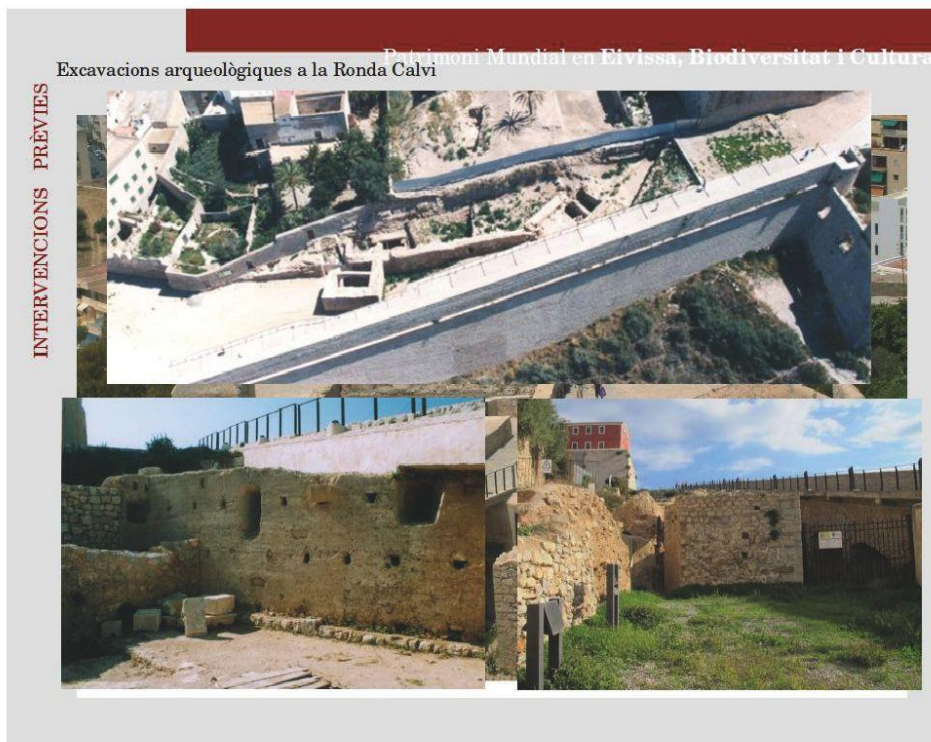 Patrimoni Mundial en Eivissa, Biodiversitat i Cultura
Excavacions arqueològiques a la Ronda Calvi
INTERVENCIONS PRÈVIES